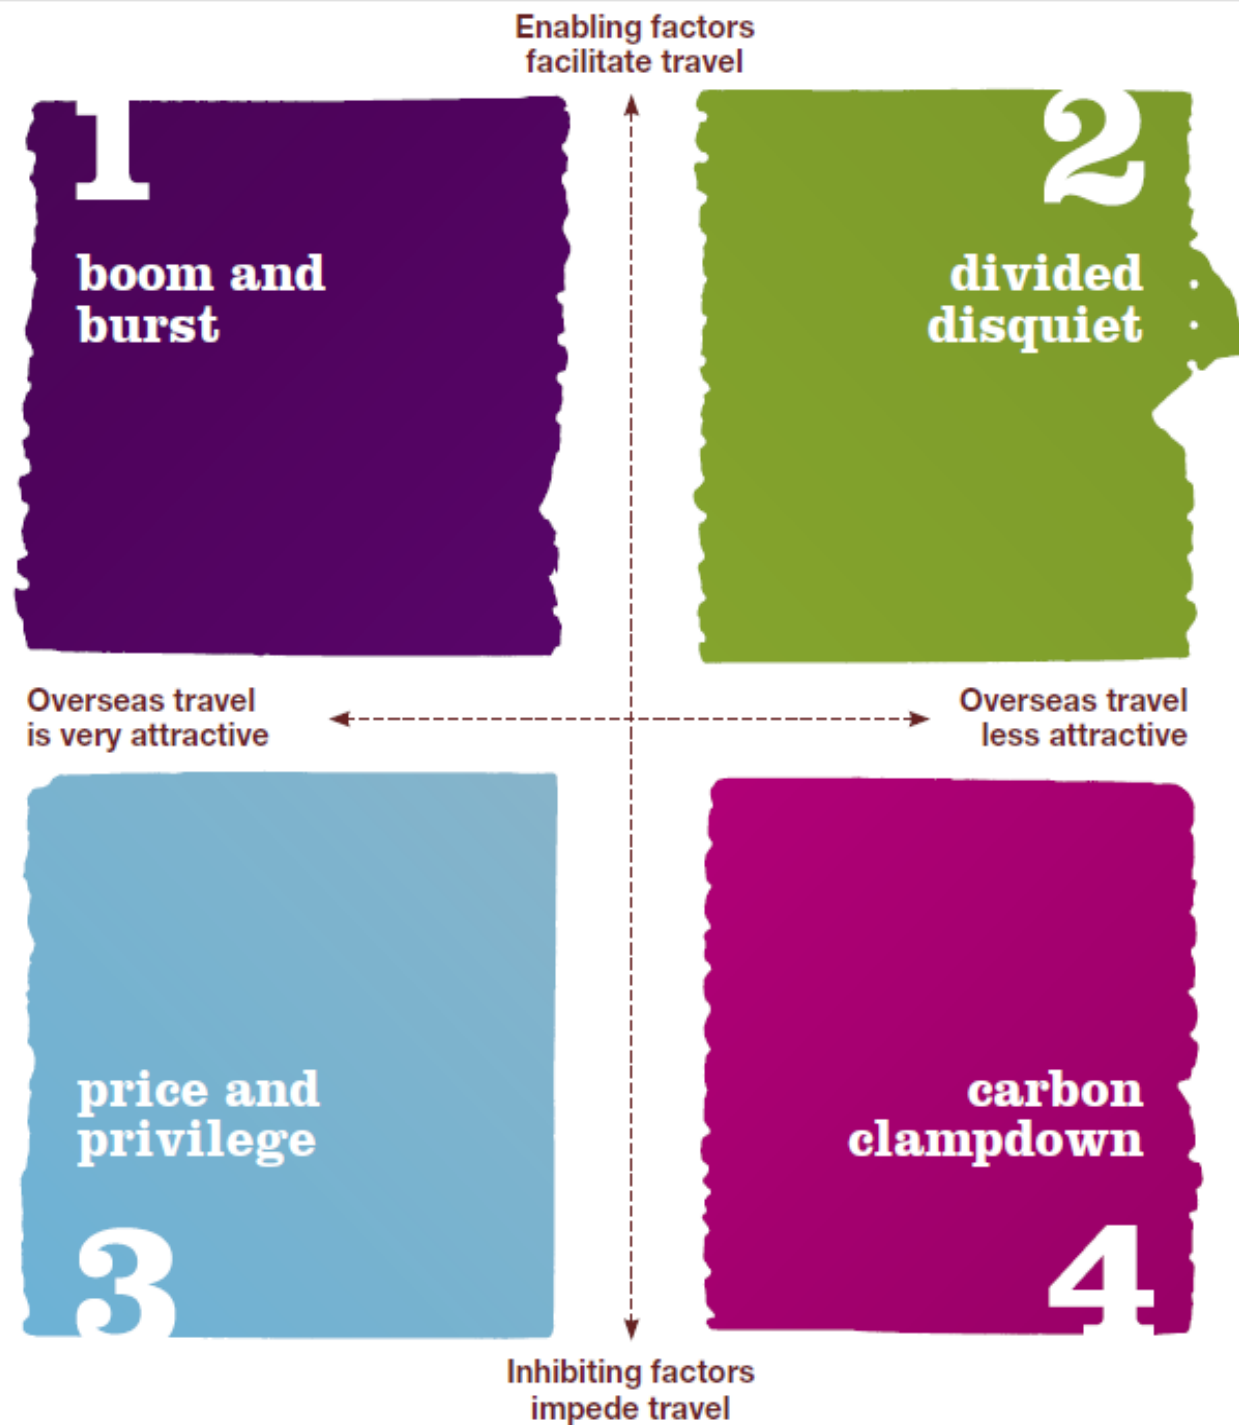 Enabling factors
facilitate travel
1
boom and
burst
2
divided
disquiet
Overseas travel
is very attractive
Overseas travel
less attractive
price and
privilege
3
carbon
clampdown
4
Inhibiting factors
impede travel